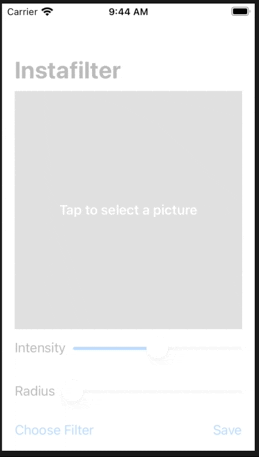 Carrier 9:44 AM
Instafilter
Tap to select a picture
Intensity
Radius
Choose Filter Save